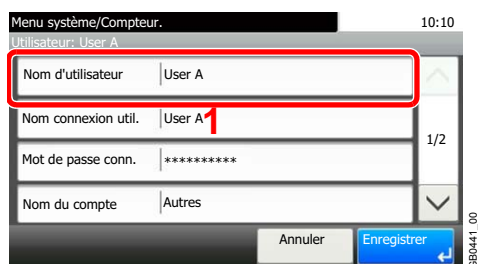 Menu système/Compteur.
10:10
Utilisateur: User A
Nom d'utilisateur
User A
Nom connexion util.
User A
1
1/2
Mot de passe conn.
**********
Nom du compte
Autres
Annuler
Enregistrer
GB0441_00